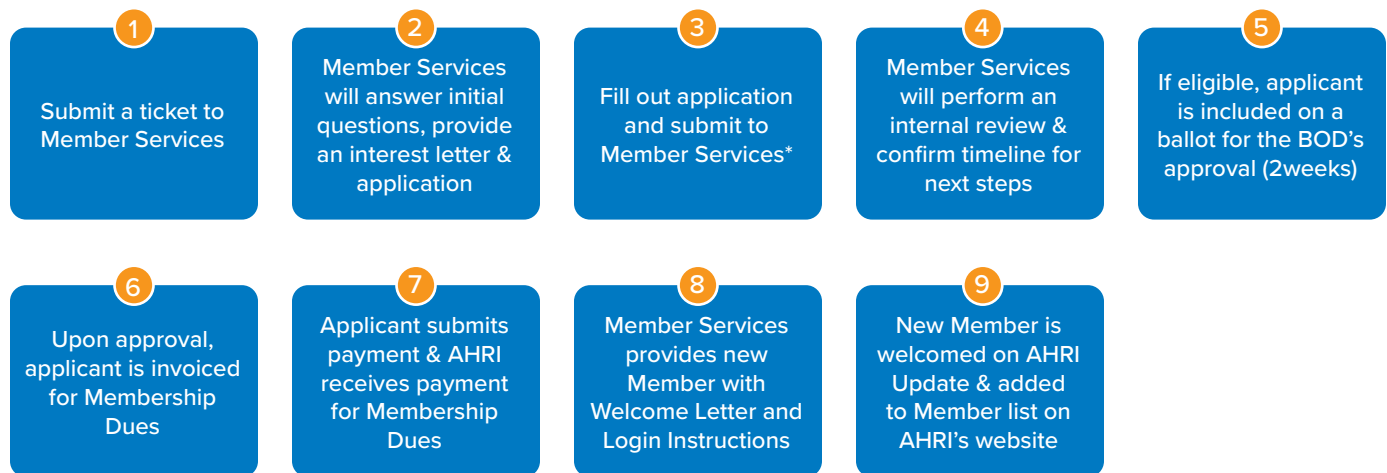 1
Submit a ticket to
Member Services
2
Member Services
will answer initial
questions, provide
an interest letter &
application
3
Fill out application
and submit to
Member Services*
4
Member Services
will perform an
internal review &
confirm timeline for
next steps
5
If eligible, applicant
is included on a
ballot for the BOD’s
approval (2weeks)
6
Upon approval,
applicant is invoiced
for Membership
Dues
7
Applicant submits
payment & AHRI
receives payment
for Membership
Dues
8
Member Services
provides new
Member with
Welcome Letter and
Login Instructions
9
New Member is
welcomed on AHRI
Update & added
to Member list on
AHRI’s website